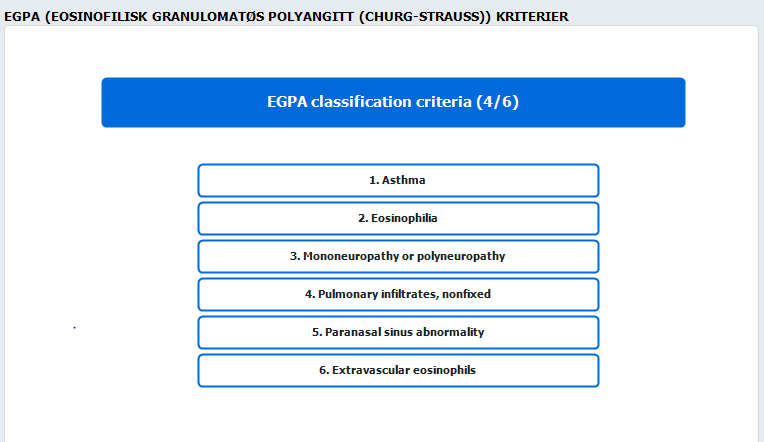 EGPA (EOSINOFILISK GRANULOMATØS POLYANGITT (CHURG-STRAUSS)) KRITERIER
EGPA classification criteria (4/6)
1. Asthma
2. Eosinophilia
3. Mononeuropathy or polyneuropathy
4. Pulmonary infiltrates, nonfixed
5. Paranasal sinus abnormality
6. Extravascular eosinophils